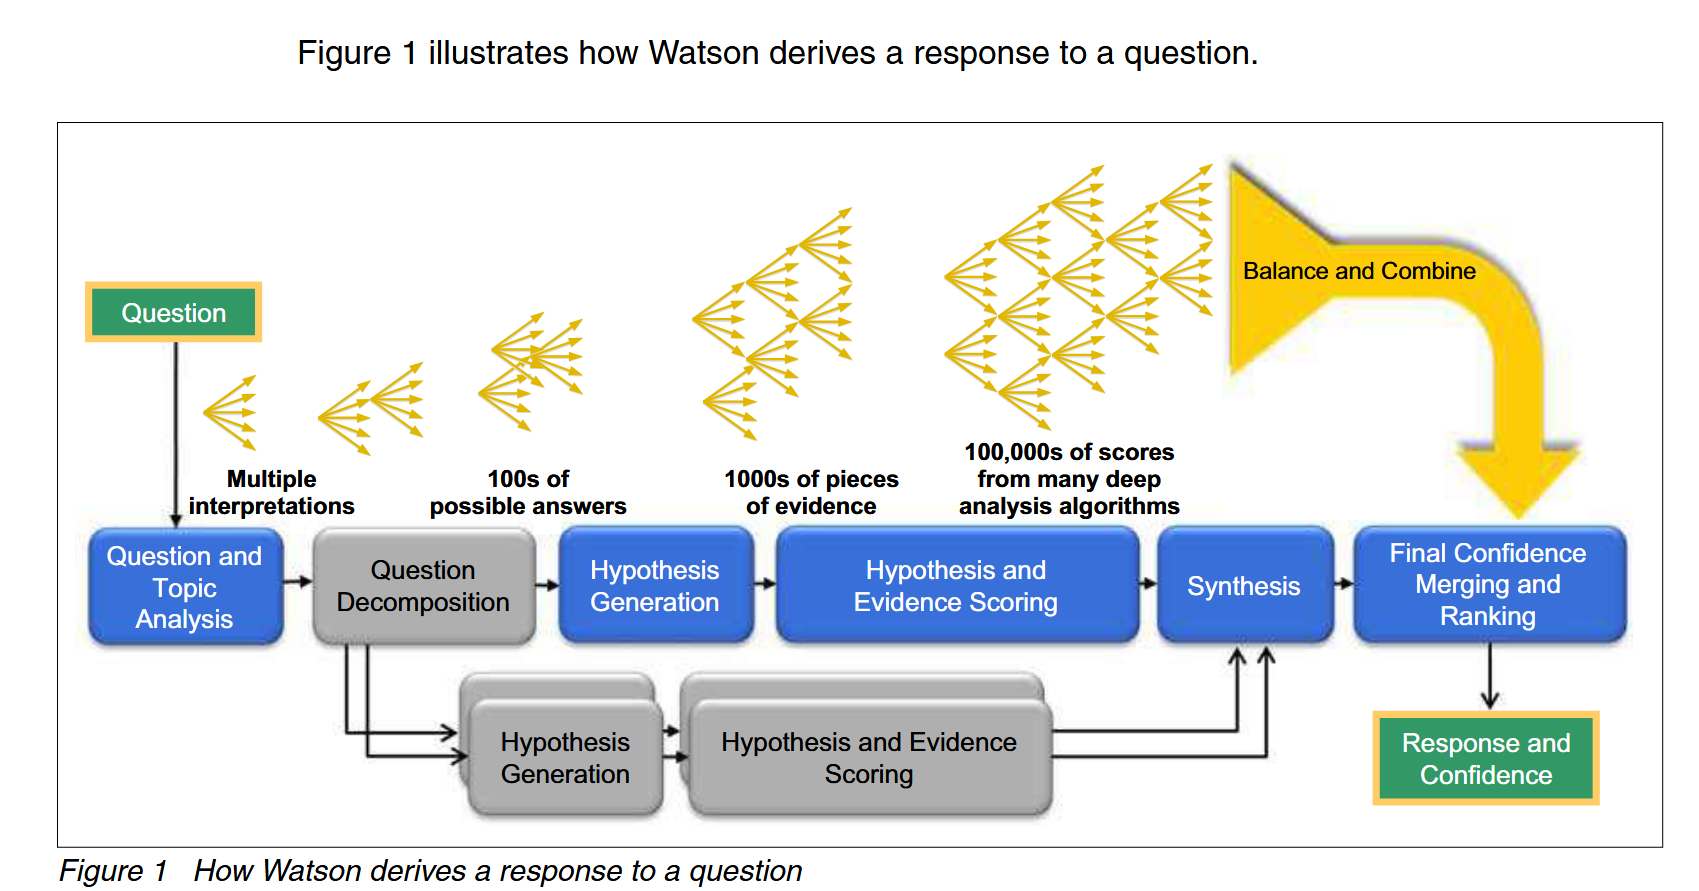 Figure 1 illustrates how Watson derives a response to a question.
Question
Balance and Combine
Multiple
interpretations
100s of
possible answers
1000s of pieces
of evidence
100,000s of scores
from many deep
analysis algorithms
Question and
Topic
Analysis
Question
Decomposition
Hypothesis
Generation
Hypothesis and
Evidence Scoring
Synthesis
Final Confidence
Merging and
Ranking
Hypothesis
Generation
Hypothesis and Evidence
Scoring
Response and
Confidence
Figure 1 How Watson derives a response to a question